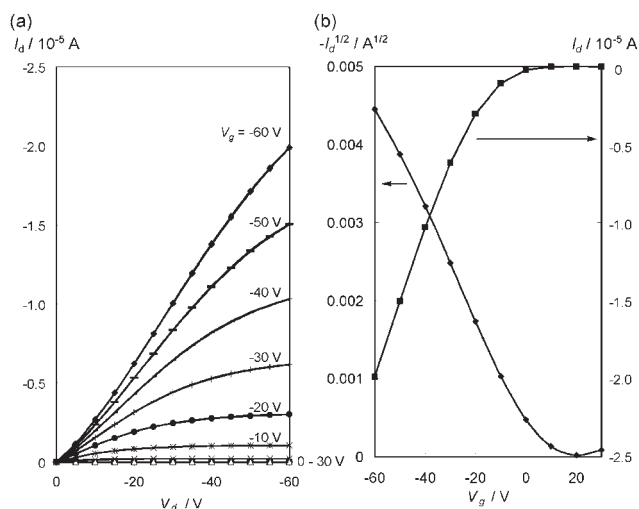 (a)
I_d / 10^-5 A
-2.5
-2.0
-1.5
-1.0
-0.5
0
V_g = -60 V
-50 V
-40 V
-30 V
-20 V
-10 V
0 - 30 V
0 -20 -40 -60
V_d / V
(b)
-I_d^1/2 / A^1/2
I_d / 10^-5 A
0.005
0.004
0.003
0.002
0.001
0
0
-0.5
-1.0
-1.5
-2.0
-2.5
-60 -40 -20 0 20
V_g / V